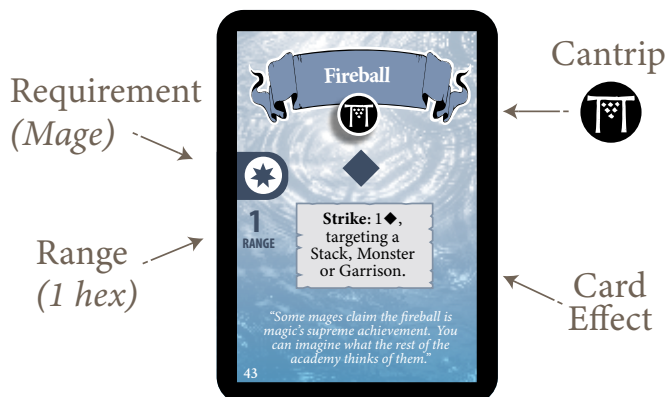 Requirement
(Mage)
Range
(1 hex)
Fireball
1
RANGE
Strike: 1◆,
targeting a
Stack, Monster
or Garrison.
"Some mages claim the fireball is
magic's supreme achievement. You
can imagine what the rest of the
academy thinks of them."
43
Cantrip
Card
Effect